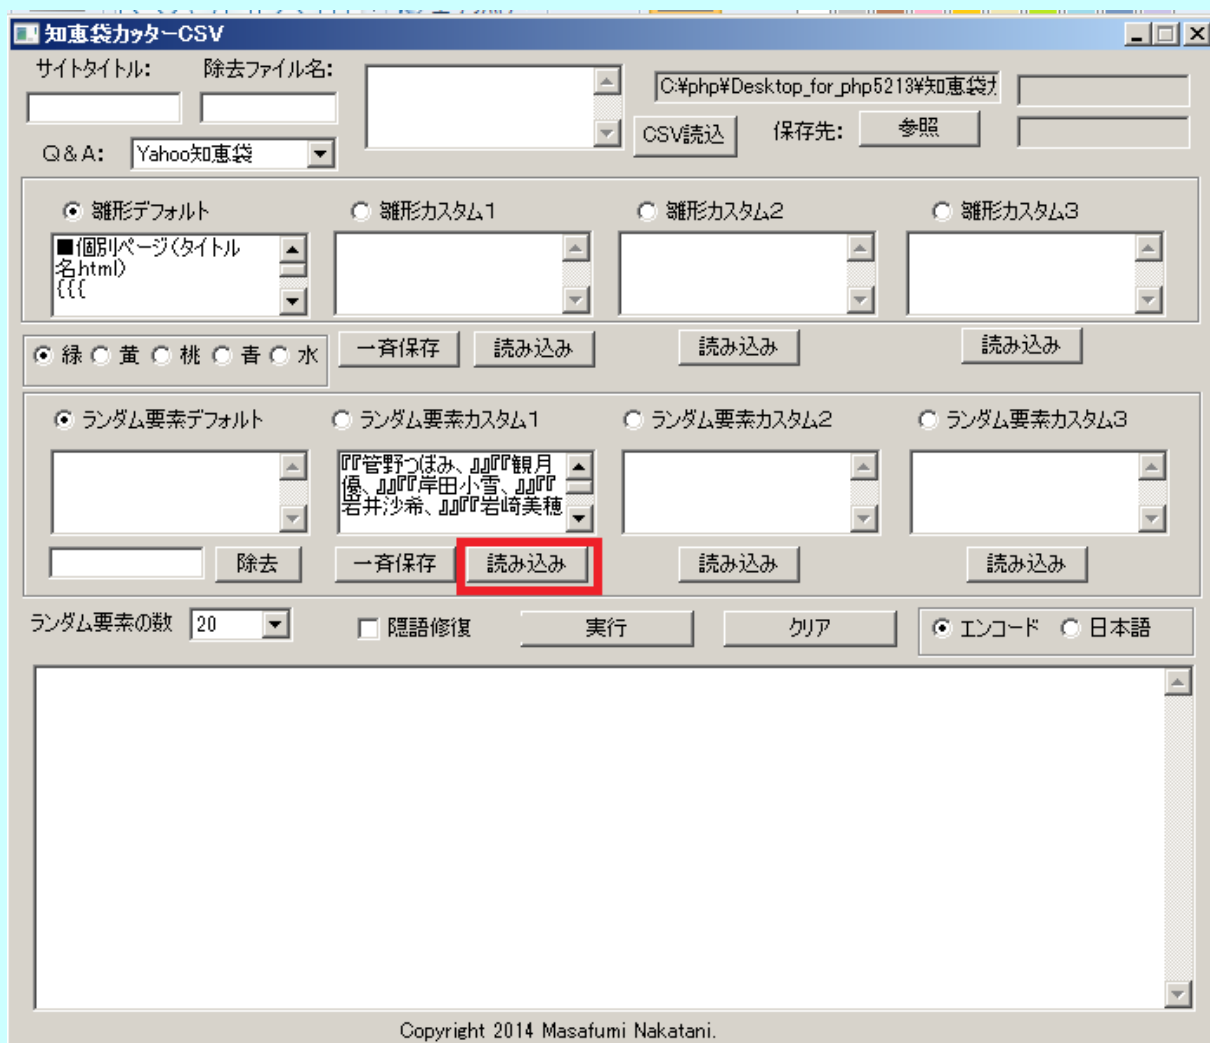 知恵袋カッターCSV
サイトタイトル: 除去ファイル名:
C:¥php¥Desktop_for_php5213¥知恵袋カ
CSV読込 保存先: 参照
Q&A: Yahoo知恵袋
雛形デフォルト 雛形カスタム1 雛形カスタム2 雛形カスタム3
■個別ページ(タイトル
名html)
{{{
緑 黄 桃 青 水 一斉保存 読み込み 読み込み 読み込み
ランダム要素デフォルト ランダム要素カスタム1 ランダム要素カスタム2 ランダム要素カスタム3
『『菅野つぼみ、』』『『観月
優、』』『『岸田小雪、』』『『
岩井沙希、』』『『岩崎美穂
除去 一斉保存 読み込み 読み込み 読み込み
ランダム要素の数 20 隠語修復 実行 クリア エンコード 日本語
Copyright 2014 Masafumi Nakatani.